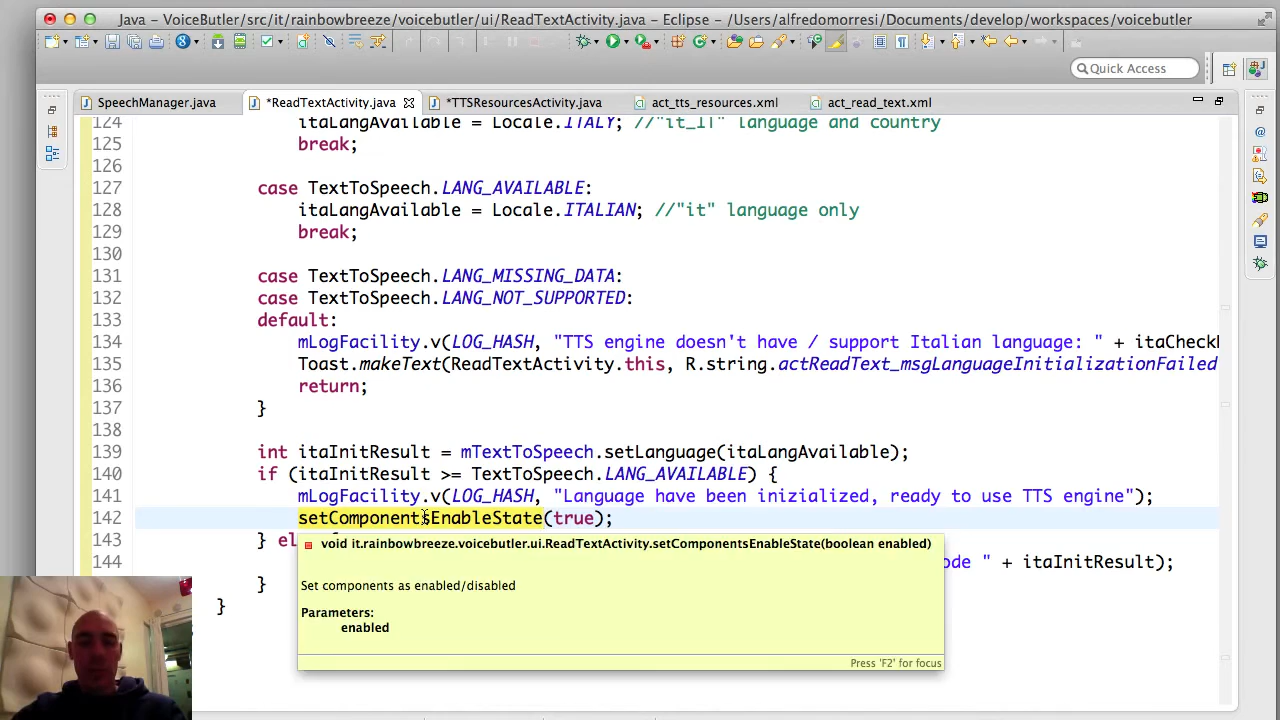 Java – VoiceButler/src/it/rainbowbreeze/voicebutler/ui/ReadTextActivity.java – Eclipse – /Users/alfredomorresi/Documents/develop/workspaces/voicebutler
Quick Access
SpeechManager.java
*ReadTextActivity.java
*TTSResourcesActivity.java
act_tts_resources.xml
act_read_text.xml
124 itaLangAvailable = Locale.ITALY; //"it_IT" language and country
125 break;
126
127 case TextToSpeech.LANG_AVAILABLE:
128 itaLangAvailable = Locale.ITALIAN; //"it" language only
129 break;
130
131 case TextToSpeech.LANG_MISSING_DATA:
132 case TextToSpeech.LANG_NOT_SUPPORTED:
133 default:
134 mLogFacility.v(LOG_HASH, "TTS engine doesn't have / support Italian language: " + itaCheckR
135 Toast.makeText(ReadTextActivity.this, R.string.actReadText_msgLanguageInitializationFailed
136 return;
137 }
138
139 int itaInitResult = mTextToSpeech.setLanguage(itaLangAvailable);
140 if (itaInitResult >= TextToSpeech.LANG_AVAILABLE) {
141 mLogFacility.v(LOG_HASH, "Language have been inizialized, ready to use TTS engine");
142 setComponentsEnableState(true);
143 } el
void it.rainbowbreeze.voicebutler.ui.ReadTextActivity.setComponentsEnableState(boolean enabled)
144 ode " + itaInitResult);
Set components as enabled/disabled
}
}
Parameters:
enabled
Press 'F2' for focus